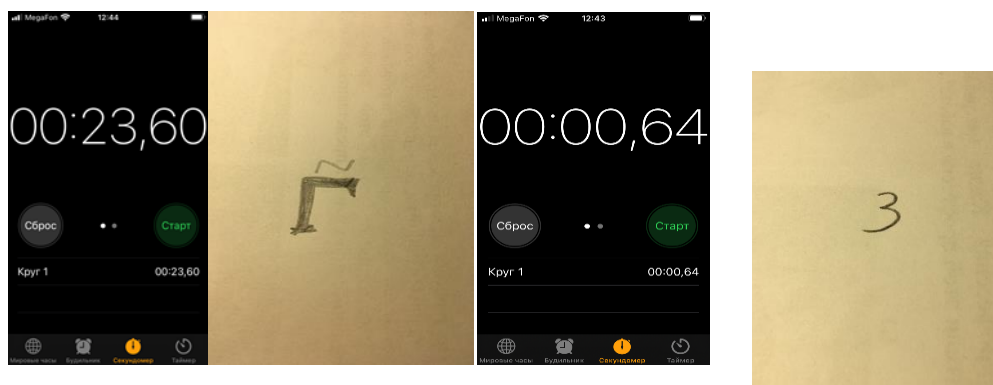 MegaFon 12:44
00:23,60
Сброс Старт
Круг 1 00:23,60
Мировые часы Будильник Секундомер Таймер
Г
MegaFon 12:43
00:00,64
Сброс Старт
Круг 1 00:00,64
Мировые часы Будильник Секундомер Таймер
3